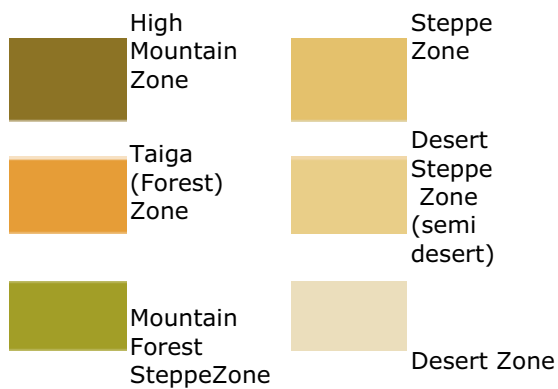 High
Mountain
Zone
Taiga
(Forest)
Zone
Mountain
Forest
SteppeZone
Steppe
Zone
Desert
Steppe
Zone
(semi
desert)
Desert Zone